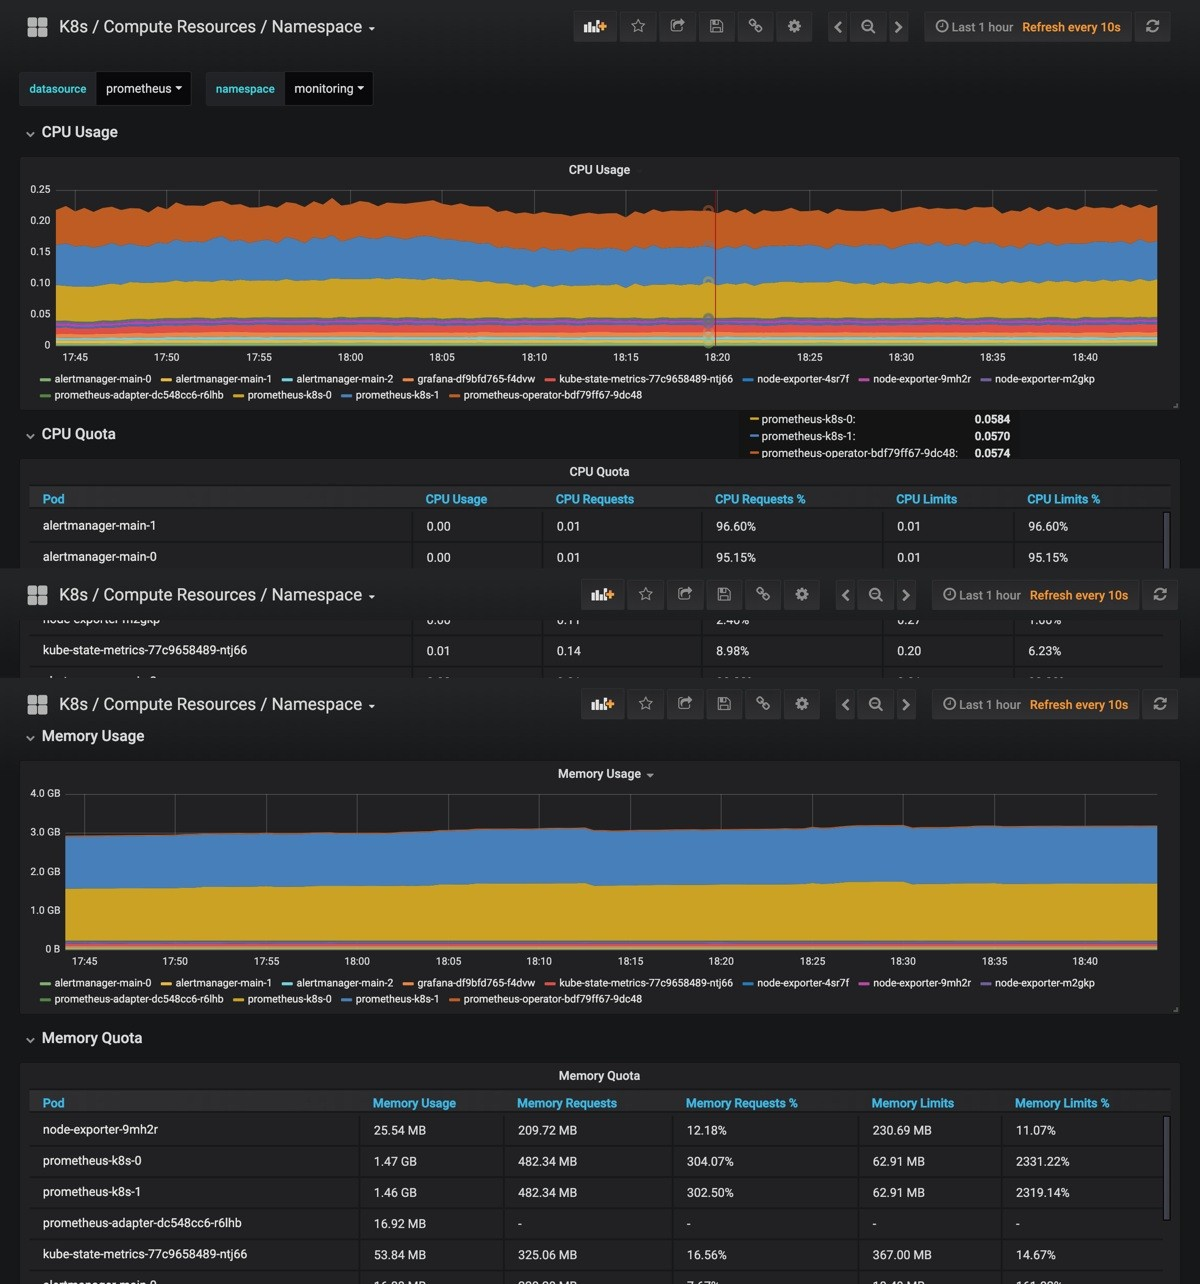 K8s / Compute Resources / Namespace
Last 1 hour Refresh every 10s
datasource prometheus namespace monitoring
CPU Usage
CPU Usage
0.25
0.20
0.15
0.10
0.05
0
17:45 17:50 17:55 18:00 18:05 18:10 18:15 18:20 18:25 18:30 18:35 18:40
alertmanager-main-0 alertmanager-main-1 alertmanager-main-2 grafana-df9bfd765-f4dvw kube-state-metrics-77c9658489-ntj66 node-exporter-4sr7f node-exporter-9mh2r node-exporter-m2gkp
prometheus-adapter-dc548cc6-r6lhb prometheus-k8s-0 prometheus-k8s-1 prometheus-operator-bdf79ff67-9dc48
prometheus-k8s-0: 0.0584
prometheus-k8s-1: 0.0570
prometheus-operator-bdf79ff67-9dc48: 0.0574
CPU Quota
CPU Quota
Pod CPU Usage CPU Requests CPU Requests % CPU Limits CPU Limits %
alertmanager-main-1 0.00 0.01 96.60% 0.01 96.60%
alertmanager-main-0 0.00 0.01 95.15% 0.01 95.15%
K8s / Compute Resources / Namespace
Last 1 hour Refresh every 10s
node-exporter-m2gkp
kube-state-metrics-77c9658489-ntj66 0.01 0.14 8.98% 0.20 6.23%
K8s / Compute Resources / Namespace
Last 1 hour Refresh every 10s
Memory Usage
Memory Usage
4.0 GB
3.0 GB
2.0 GB
1.0 GB
0 B
17:45 17:50 17:55 18:00 18:05 18:10 18:15 18:20 18:25 18:30 18:35 18:40
alertmanager-main-0 alertmanager-main-1 alertmanager-main-2 grafana-df9bfd765-f4dvw kube-state-metrics-77c9658489-ntj66 node-exporter-4sr7f node-exporter-9mh2r node-exporter-m2gkp
prometheus-adapter-dc548cc6-r6lhb prometheus-k8s-0 prometheus-k8s-1 prometheus-operator-bdf79ff67-9dc48
Memory Quota
Memory Quota
Pod Memory Usage Memory Requests Memory Requests % Memory Limits Memory Limits %
node-exporter-9mh2r 25.54 MB 209.72 MB 12.18% 230.69 MB 11.07%
prometheus-k8s-0 1.47 GB 482.34 MB 304.07% 62.91 MB 2331.22%
prometheus-k8s-1 1.46 GB 482.34 MB 302.50% 62.91 MB 2319.14%
prometheus-adapter-dc548cc6-r6lhb 16.92 MB - - - -
kube-state-metrics-77c9658489-ntj66 53.84 MB 325.06 MB 16.56% 367.00 MB 14.67%